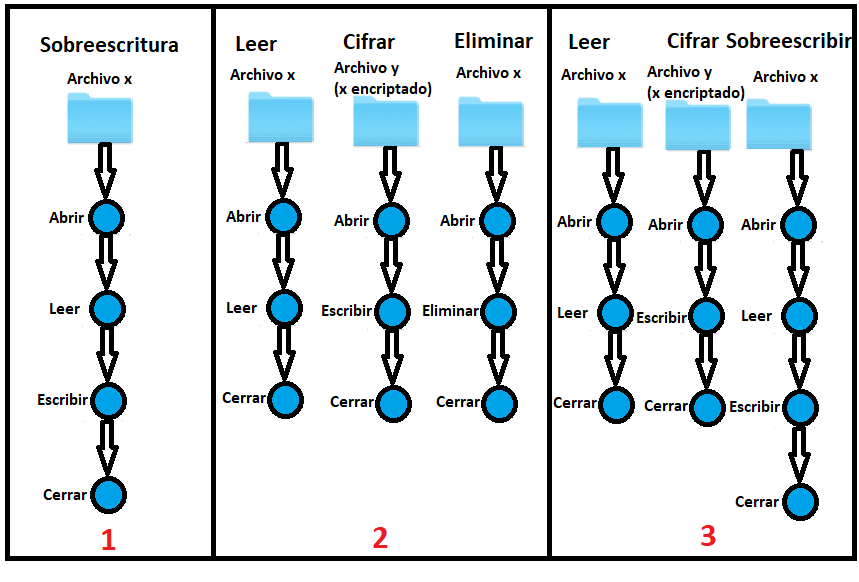 Sobreescritura
Archivo x
Abrir
Leer
Escribir
Cerrar
1
Leer
Archivo x
Abrir
Leer
Cerrar
Cifrar
Archivo y
(x encriptado)
Abrir
Escribir
Cerrar
Eliminar
Archivo x
Abrir
Eliminar
Cerrar
2
Leer
Archivo x
Abrir
Leer
Cerrar
Cifrar
Archivo y
(x encriptado)
Abrir
Escribir
Cerrar
Sobreescribir
Archivo x
Abrir
Leer
Escribir
Cerrar
3